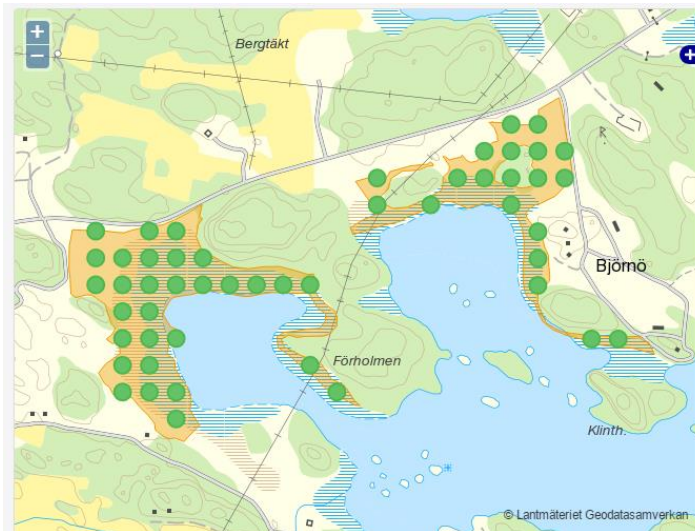 +
−
Bergtäkt
+
R
Björnö
Förholmen
Klinth.
© Lantmäteriet Geodatasamverkan